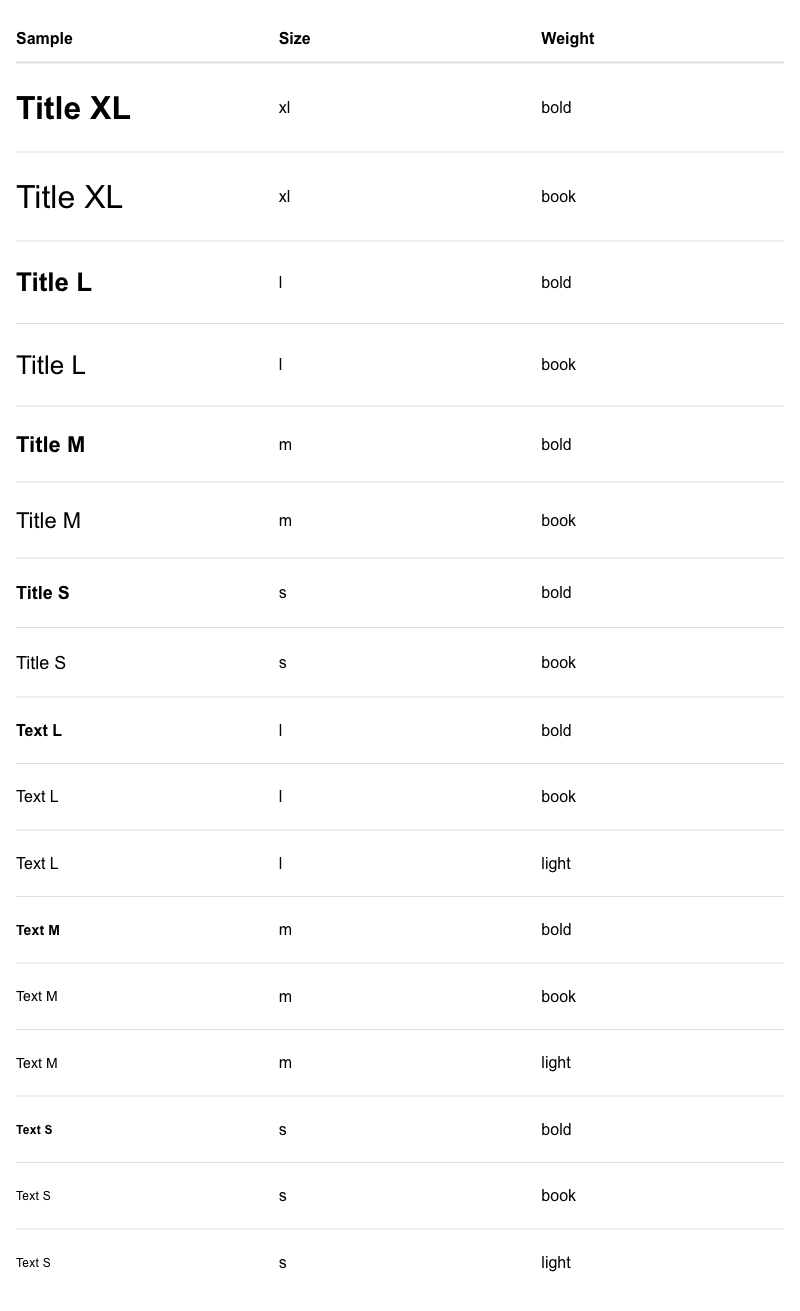 Sample Size Weight
Title XL xl bold
Title XL xl book
Title L l bold
Title L l book
Title M m bold
Title M m book
Title S s bold
Title S s book
Text L l bold
Text L l book
Text L l light
Text M m bold
Text M m book
Text M m light
Text S s bold
Text S s book
Text S s light